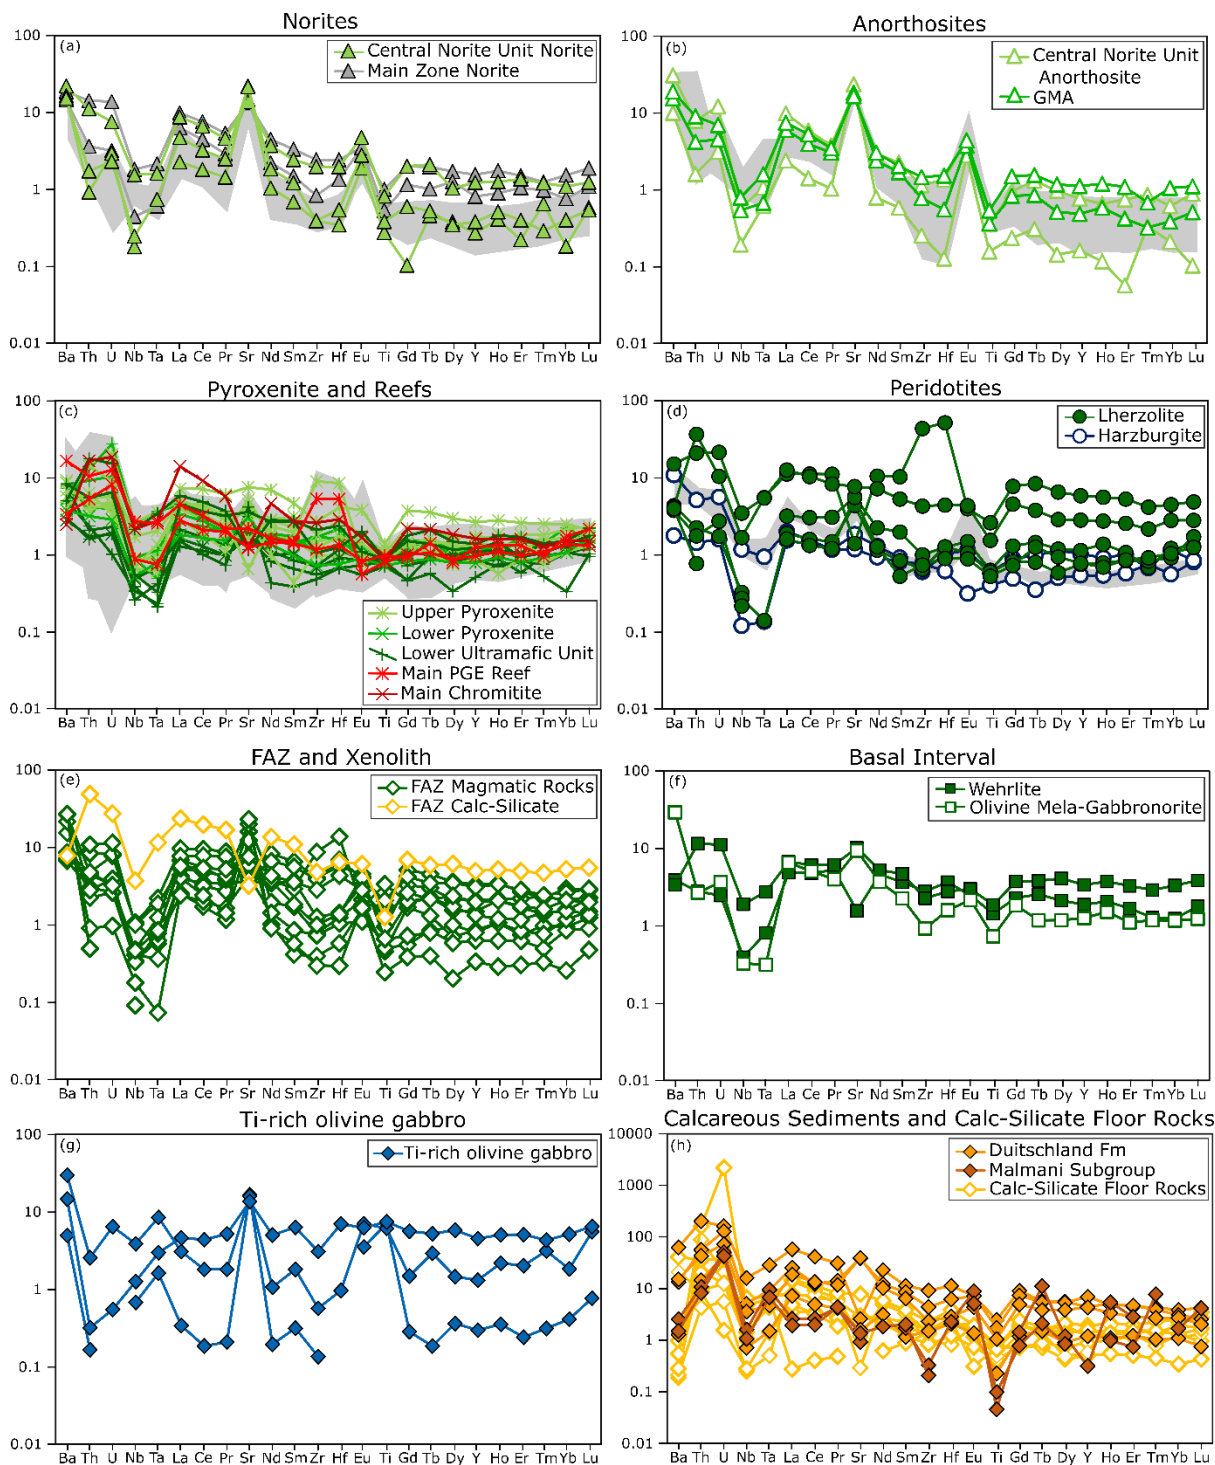 Norites
(a)
Central Norite Unit Norite
Main Zone Norite
100
10
1
0.1
0.01
Ba Th U Nb Ta La Ce Pr Sr Nd Sm Zr Hf Eu Ti Gd Tb Dy Y Ho Er Tm Yb Lu
Anorthosites
(b)
Central Norite Unit
Anorthosite
GMA
100
10
1
0.1
0.01
Ba Th U Nb Ta La Ce Pr Sr Nd Sm Zr Hf Eu Ti Gd Tb Dy Y Ho Er Tm Yb Lu
Pyroxenite and Reefs
(c)
100
10
1
0.1
0.01
Upper Pyroxenite
Lower Pyroxenite
Lower Ultramafic Unit
Main PGE Reef
Main Chromitite
Ba Th U Nb Ta La Ce Pr Sr Nd Sm Zr Hf Eu Ti Gd Tb Dy Y Ho Er Tm Yb Lu
Peridotites
(d)
Lherzolite
Harzburgite
100
10
1
0.1
0.01
Ba Th U Nb Ta La Ce Pr Sr Nd Sm Zr Hf Eu Ti Gd Tb Dy Y Ho Er Tm Yb Lu
FAZ and Xenolith
(e)
FAZ Magmatic Rocks
FAZ Calc-Silicate
100
10
1
0.1
0.01
Ba Th U Nb Ta La Ce Pr Sr Nd Sm Zr Hf Eu Ti Gd Tb Dy Y Ho Er Tm Yb Lu
Basal Interval
(f)
Wehrlite
Olivine Mela-Gabbronorite
100
10
1
0.1
0.01
Ba Th U Nb Ta La Ce Pr Sr Nd Sm Zr Hf Eu Ti Gd Tb Dy Y Ho Er Tm Yb Lu
Ti-rich olivine gabbro
(g)
Ti-rich olivine gabbro
100
10
1
0.1
0.01
Ba Th U Nb Ta La Ce Pr Sr Nd Sm Zr Hf Eu Ti Gd Tb Dy Y Ho Er Tm Yb Lu
Calcareous Sediments and Calc-Silicate Floor Rocks
(h)
Duitschland Fm
Malmani Subgroup
Calc-Silicate Floor Rocks
10000
1000
100
10
1
0.1
0.01
Ba Th U Nb Ta La Ce Pr Sr Nd Sm Zr Hf Eu Ti Gd Tb Dy Y Ho Er Tm Yb Lu